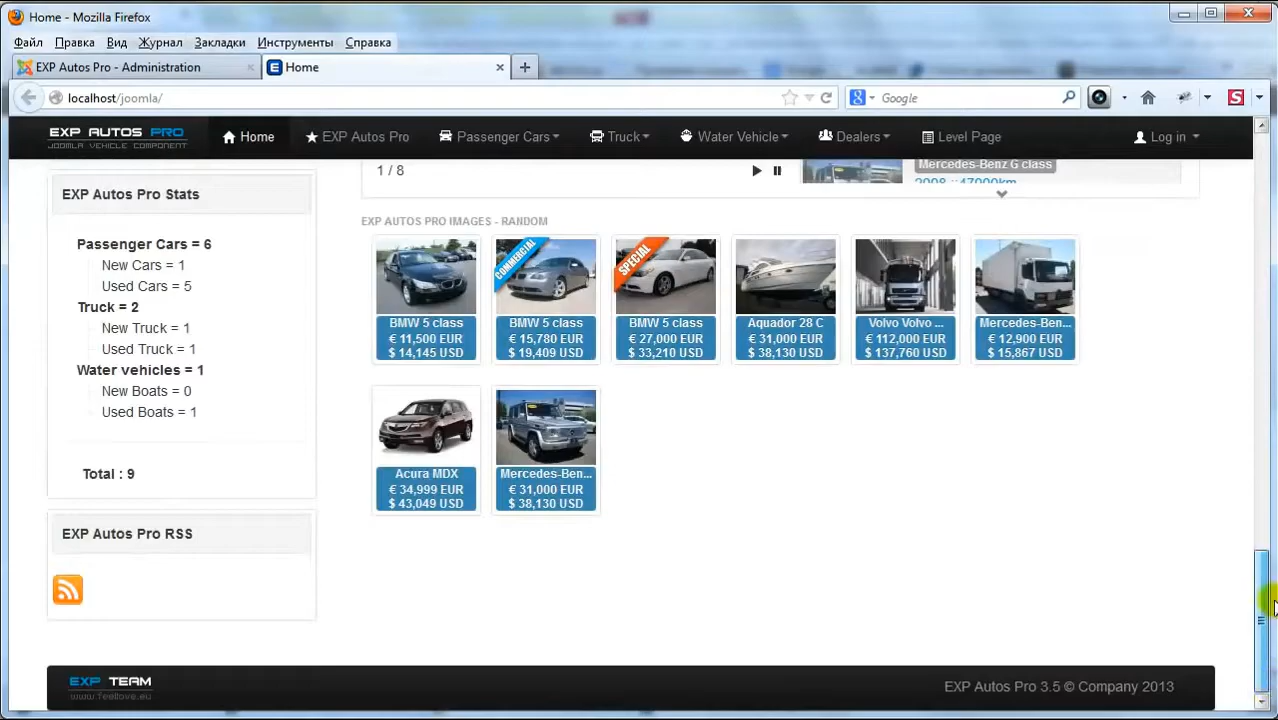 Home - Mozilla Firefox
Файл Правка Вид Журнал Закладки Инструменты Справка
EXP Autos Pro - Administration
Home
localhost/joomla/
Google
EXP AUTOS PRO
JOOMLA VEHICLE COMPONENT
Home EXP Autos Pro Passenger Cars Truck Water Vehicle Dealers Level Page Log in
1 / 8
Mercedes-Benz G class
2008 ::47000km
EXP Autos Pro Stats
Passenger Cars = 6
New Cars = 1
Used Cars = 5
Truck = 2
New Truck = 1
Used Truck = 1
Water vehicles = 1
New Boats = 0
Used Boats = 1
Total : 9
EXP Autos Pro RSS
EXP AUTOS PRO IMAGES - RANDOM
BMW 5 class
€ 11,500 EUR
$ 14,145 USD
COMMERCIAL
BMW 5 class
€ 15,780 EUR
$ 19,409 USD
SPECIAL
BMW 5 class
€ 27,000 EUR
$ 33,210 USD
Aquador 28 C
€ 31,000 EUR
$ 38,130 USD
Volvo Volvo ...
€ 112,000 EUR
$ 137,760 USD
Mercedes-Ben...
€ 12,900 EUR
$ 15,867 USD
Acura MDX
€ 34,999 EUR
$ 43,049 USD
Mercedes-Ben...
€ 31,000 EUR
$ 38,130 USD
EXP TEAM
www.feellove.eu
EXP Autos Pro 3.5 © Company 2013